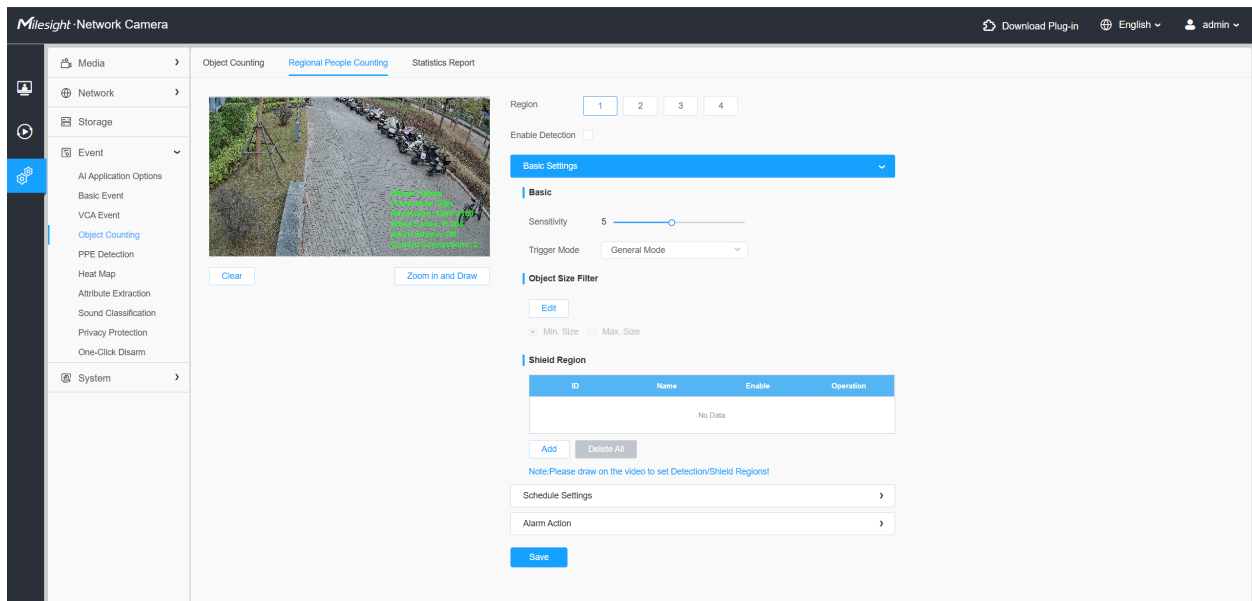 Milesight · Network Camera
Download Plug-in
English
admin
Media
Network
Storage
Event
AI Application Options
Basic Event
VCA Event
Object Counting
PPE Detection
Heat Map
Attribute Extraction
Sound Classification
Privacy Protection
One-Click Disarm
System
Object Counting Regional People Counting Statistics Report
Clear
Zoom in and Draw
Region 1 2 3 4
Enable Detection
Basic Settings
Basic
Sensitivity 5
Trigger Mode General Mode
Object Size Filter
Edit
Min. Size Max. Size
Shield Region
ID Name Enable Operation
No Data
Add Delete All
Note:Please draw on the video to set Detection/Shield Regions!
Schedule Settings
Alarm Action
Save